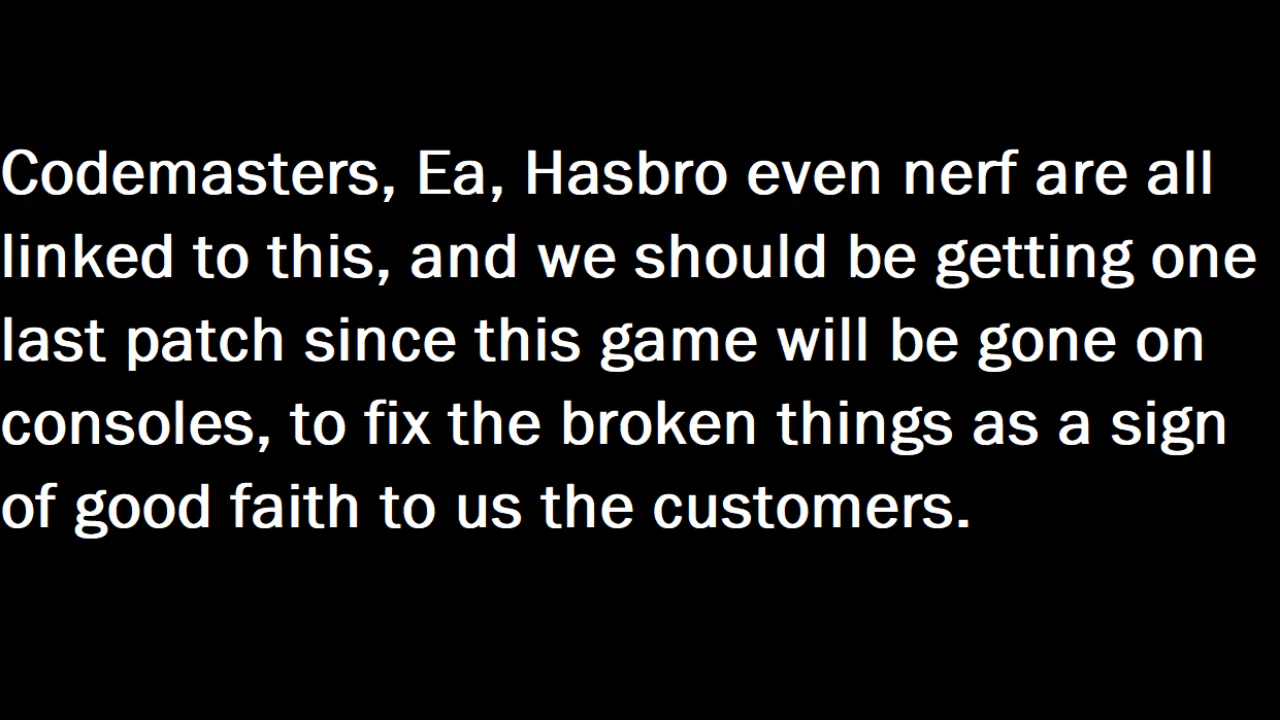 Codemasters, Ea, Hasbro even nerf are all
linked to this, and we should be getting one
last patch since this game will be gone on
consoles, to fix the broken things as a sign
of good faith to us the customers.